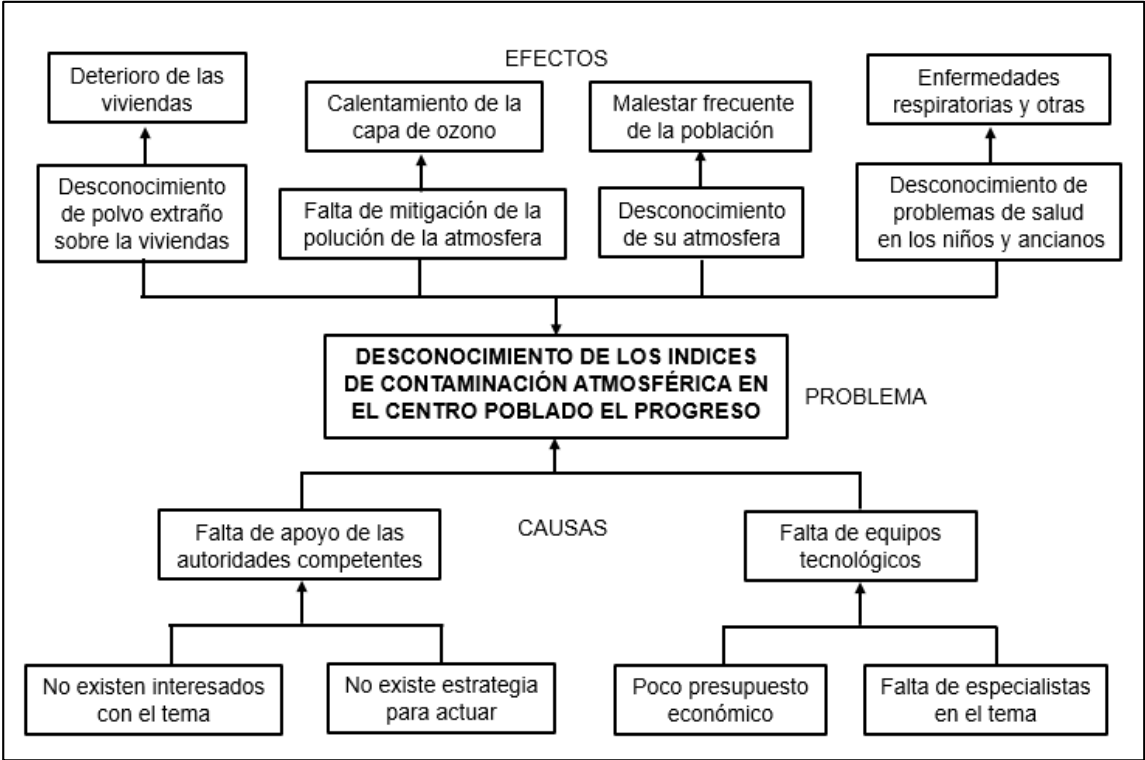 EFECTOS
Deterioro de las
viviendas
Calentamiento de la
capa de ozono
Malestar frecuente
de la población
Enfermedades
respiratorias y otras
Desconocimiento
de polvo extraño
sobre la viviendas
Falta de mitigación de la
polución de la atmosfera
Desconocimiento
de su atmosfera
Desconocimiento de
problemas de salud
en los niños y ancianos
DESCONOCIMIENTO DE LOS INDICES
DE CONTAMINACIÓN ATMOSFÉRICA EN
EL CENTRO POBLADO EL PROGRESO
PROBLEMA
CAUSAS
Falta de apoyo de las
autoridades competentes
Falta de equipos
tecnológicos
No existen interesados
con el tema
No existe estrategia
para actuar
Poco presupuesto
económico
Falta de especialistas
en el tema